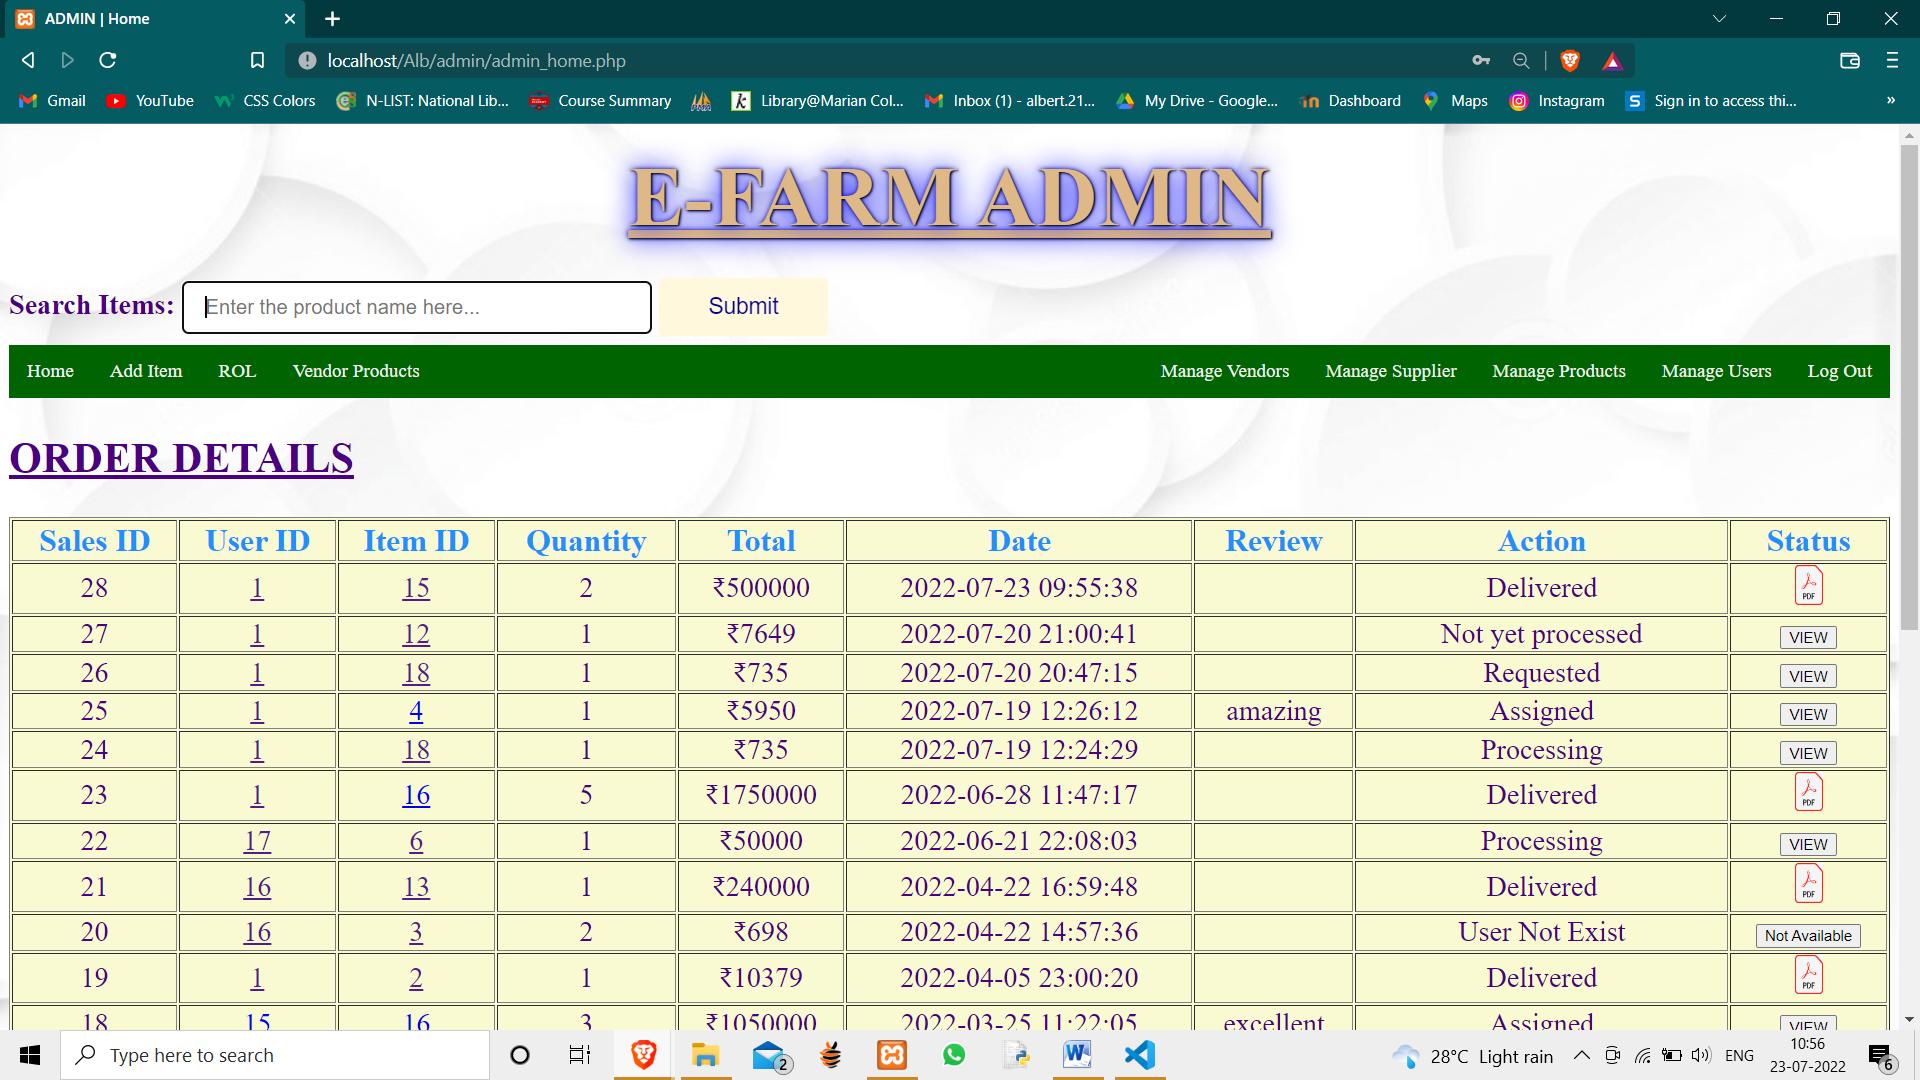 ADMIN | Home
localhost/Alb/admin/admin_home.php
Gmail YouTube CSS Colors N-LIST: National Lib... Course Summary Library@Marian Col... Inbox (1) - albert.21... My Drive - Google... Dashboard Maps Instagram Sign in to access thi... »
E-FARM ADMIN
Search Items: Enter the product name here... Submit
Home Add Item ROL Vendor Products Manage Vendors Manage Supplier Manage Products Manage Users Log Out
ORDER DETAILS
Sales ID User ID Item ID Quantity Total Date Review Action Status
28 1 15 2 ₹500000 2022-07-23 09:55:38 Delivered PDF
27 1 12 1 ₹7649 2022-07-20 21:00:41 Not yet processed VIEW
26 1 18 1 ₹735 2022-07-20 20:47:15 Requested VIEW
25 1 4 1 ₹5950 2022-07-19 12:26:12 amazing Assigned VIEW
24 1 18 1 ₹735 2022-07-19 12:24:29 Processing VIEW
23 1 16 5 ₹1750000 2022-06-28 11:47:17 Delivered PDF
22 17 6 1 ₹50000 2022-06-21 22:08:03 Processing VIEW
21 16 13 1 ₹240000 2022-04-22 16:59:48 Delivered PDF
20 16 3 2 ₹698 2022-04-22 14:57:36 User Not Exist Not Available
19 1 2 1 ₹10379 2022-04-05 23:00:20 Delivered PDF
18 15 16 3 ₹1050000 2022-03-25 11:22:05 excellent Assigned VIEW
Type here to search 2 28°C Light rain ENG 10:56
23-07-2022 6